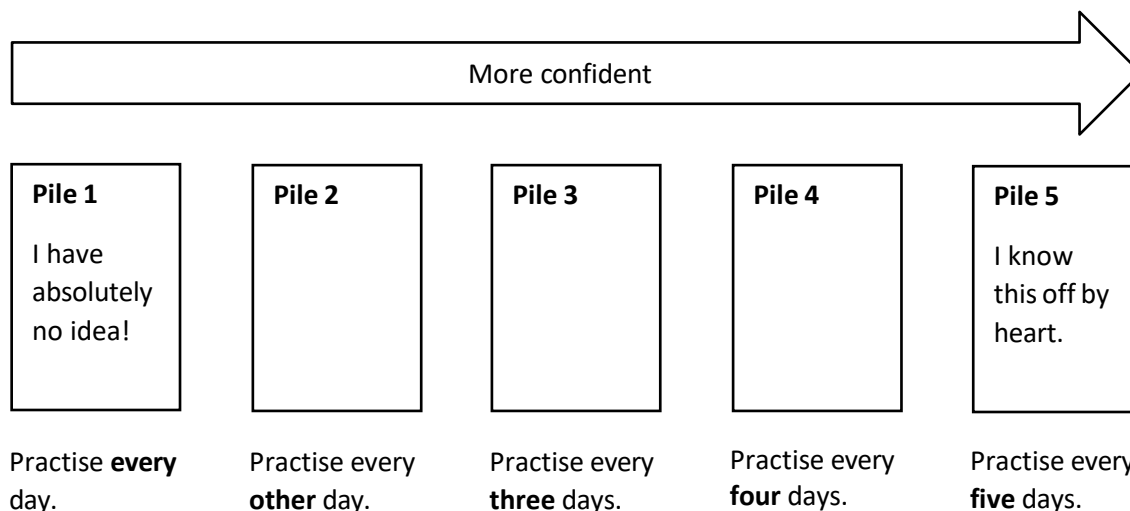 More confident
Pile 1
I have
absolutely
no idea!
Pile 2
Pile 3
Pile 4
Pile 5
I know
this off by
heart.
Practise every
day.
Practise every
other day.
Practise every
three days.
Practise every
four days.
Practise every
five days.